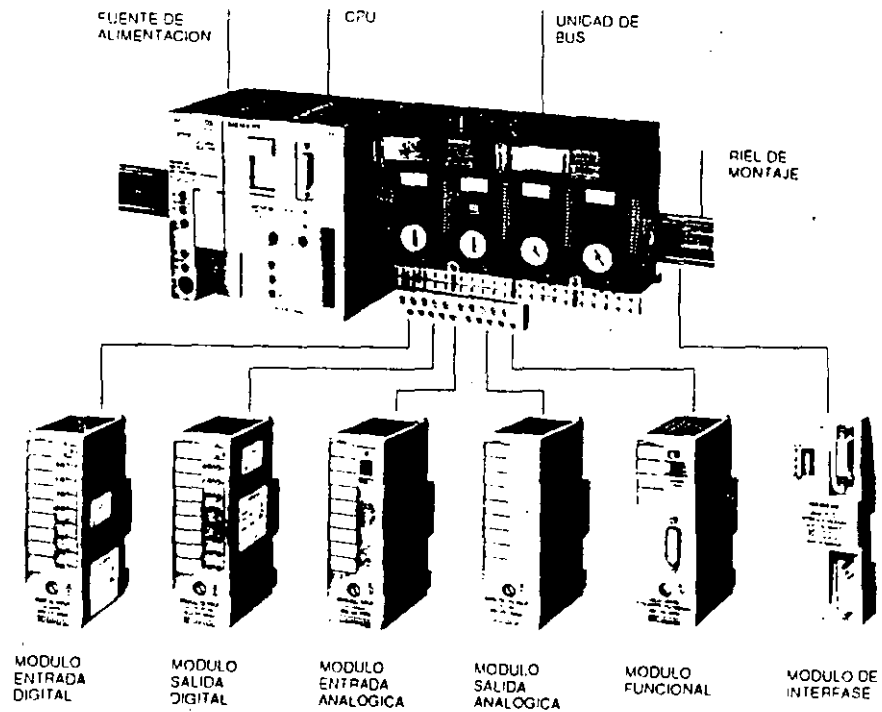 FUENTE DE
ALIMENTACION
CPU
UNIDAD DE
BUS
RIEL DE
MONTAJE
MODULO
ENTRADA
DIGITAL
MODULO
SALIDA
DIGITAL
MODULO
ENTRADA
ANALOGICA
MODULO
SALIDA
ANALOGICA
MODULO
FUNCIONAL
MODULO DE
INTERFASE